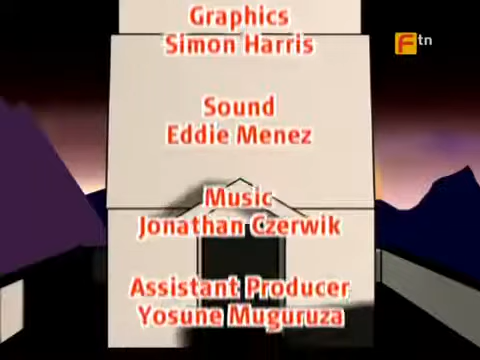 Graphics
Simon Harris
Ftn
Sound
Eddie Menez
Music
Jonathan Czerwik
Assistant Producer
Yosune Muguruza